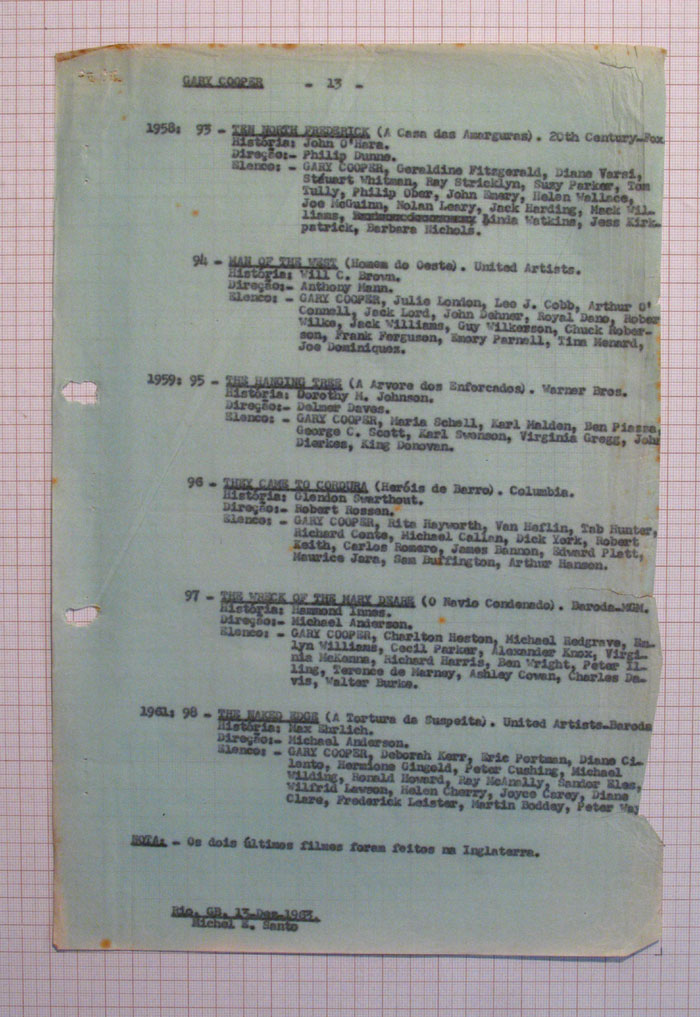 GARY COOPER - 13 -
1958: 93 - TEN NORTH FREDERICK (A Casa das Amarguras). 20th Century-Fox
História: John O'Hara.
Direção:- Philip Dunne.
Elenco: - GARY COOPER, Geraldine Fitzgerald, Diane Varsi,
Stuart Whitman, Ray Stricklyn, Suzy Parker, Tom
Tully, Philip Ober, John Emery, Helen Wallace,
Joe McGuinn, Nolan Leary, Jack Harding, Mack Wil-
liams, Linda Watkins, Jess Kirk-
patrick, Barbara Nichols.
94 - MAN OF THE WEST (Homem do Oeste). United Artists.
História: Will C. Brown.
Direção:- Anthony Mann.
Elenco: - GARY COOPER, Julie London, Lee J. Cobb, Arthur O'
Connell, Jack Lord, John Dehner, Royal Dano, Rober
Wilke, Jack Williams, Guy Wilkerson, Chuck Rober-
son, Frank Ferguson, Emory Parnell, Tina Menard,
Joe Dominiquez.
1959: 95 - THE HANGING TREE (A Arvore dos Enforcados). Warner Bros.
História: Dorothy M. Johnson.
Direção:- Delmer Daves.
Elenco: - GARY COOPER, Maria Schell, Karl Malden, Ben Piazza,
George C. Scott, Karl Swenson, Virginia Gregg, John
Dierkes, King Donovan.
96 - THEY CAME TO CORDURA (Heróis de Barro). Columbia.
História: Glendon Swarthout.
Direção:- Robert Rossen.
Elenco: - GARY COOPER, Rita Hayworth, Van Heflin, Tab Hunter,
Richard Conte, Michael Callan, Dick York, Robert
Keith, Carlos Romero, James Bannon, Edward Platt,
Maurice Jara, Sam Buffington, Arthur Hanson.
97 - THE WRECK OF THE MARY DEARE (O Navio Condenado). Baroda-MGM.
História: Hammond Innes.
Direção:- Michael Anderson.
Elenco: - GARY COOPER, Charlton Heston, Michael Redgrave, Em-
lyn Williams, Cecil Parker, Alexander Knox, Virgi-
nia McKenna, Richard Harris, Ben Wright, Peter Il-
ling, Terence de Marney, Ashley Cowan, Charles Da-
vis, Walter Burke.
1961: 98 - THE NAKED EDGE (A Tortura da Suspeita). United Artists-Baroda
História: Max Ehrlich.
Direção:- Michael Anderson.
Elenco: - GARY COOPER, Deborah Kerr, Eric Portman, Diane Ci-
lento, Hermione Gingold, Peter Cushing, Michael
Wilding, Ronald Howard, Ray McAnally, Sandor Eles,
Wilfrid Lawson, Helen Cherry, Joyce Carey, Diane
Clare, Frederick Leister, Martin Boddey, Peter
NOTA: - Os dois últimos filmes foram feitos na Inglaterra.
Rio, GB. 13-Dez-1963.
Michel E. Santo